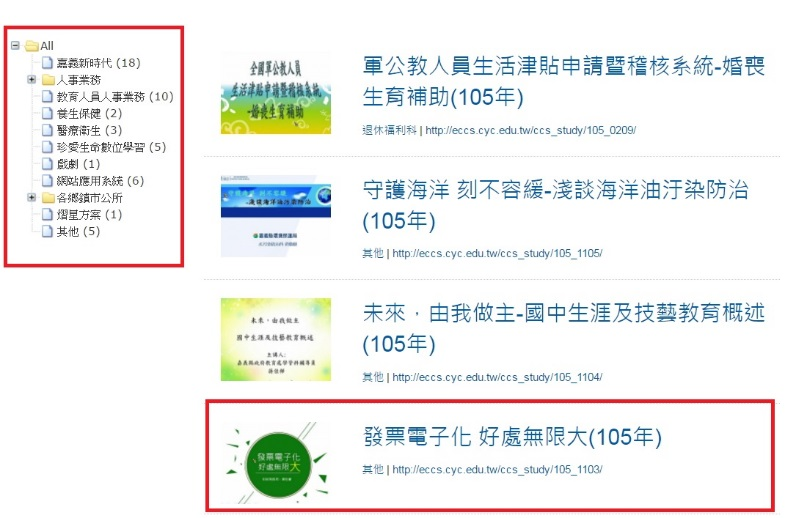 All
嘉義新時代 (18)
人事業務
教育人員人事業務 (10)
養生保健 (2)
醫療衛生 (3)
珍愛生命數位學習 (5)
戲劇 (1)
網站應用系統 (6)
各鄉鎮市公所
熠星方案 (1)
其他 (5)
全國軍公教人員
生活津貼申請暨稽核系統
-婚喪生育補助
軍公教人員生活津貼申請暨稽核系統-婚喪
生育補助(105年)
退休福利科 | http://eccs.cyc.edu.tw/ccs_study/105_0209/
守護海洋 刻不容緩
-淺談海洋油污染防治
守護海洋 刻不容緩-淺談海洋油汙染防治
(105年)
其他 | http://eccs.cyc.edu.tw/ccs_study/105_1105/
未來，由我做主
國中生涯及技藝教育概述
主講人：
未來，由我做主-國中生涯及技藝教育概述
(105年)
其他 | http://eccs.cyc.edu.tw/ccs_study/105_1104/
發票電子化
好處無限大
發票電子化 好處無限大(105年)
其他 | http://eccs.cyc.edu.tw/ccs_study/105_1103/